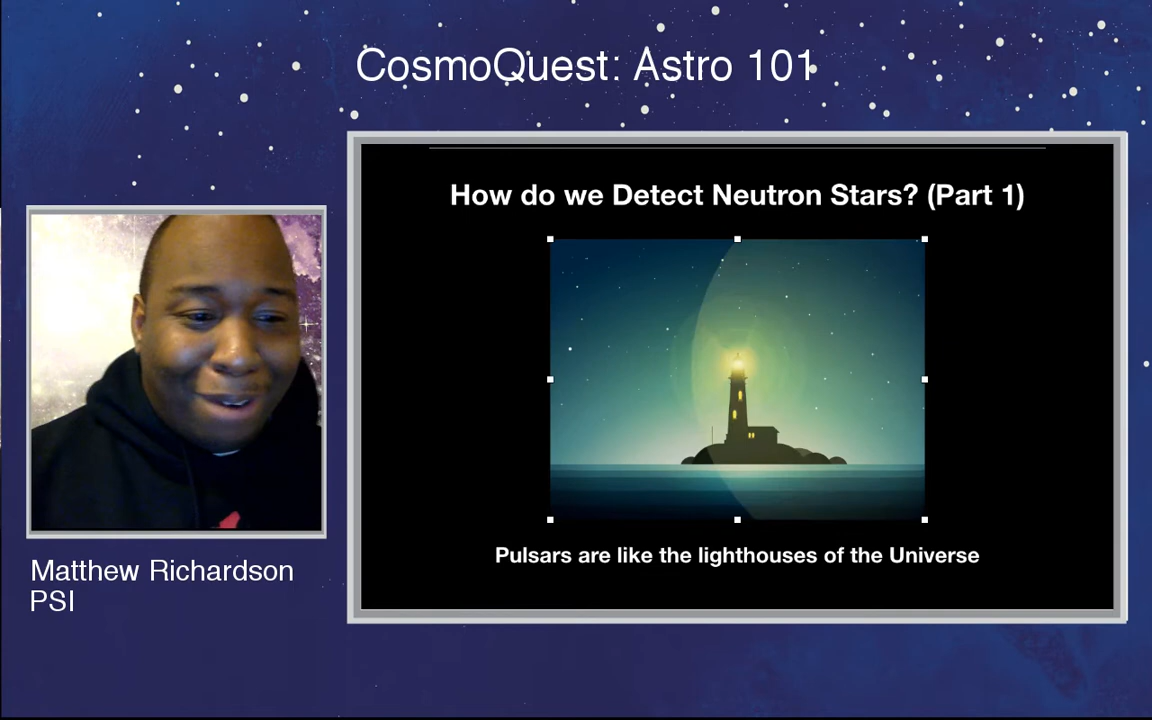 CosmoQuest: Astro 101
How do we Detect Neutron Stars? (Part 1)
Pulsars are like the lighthouses of the Universe
Matthew Richardson
PSI